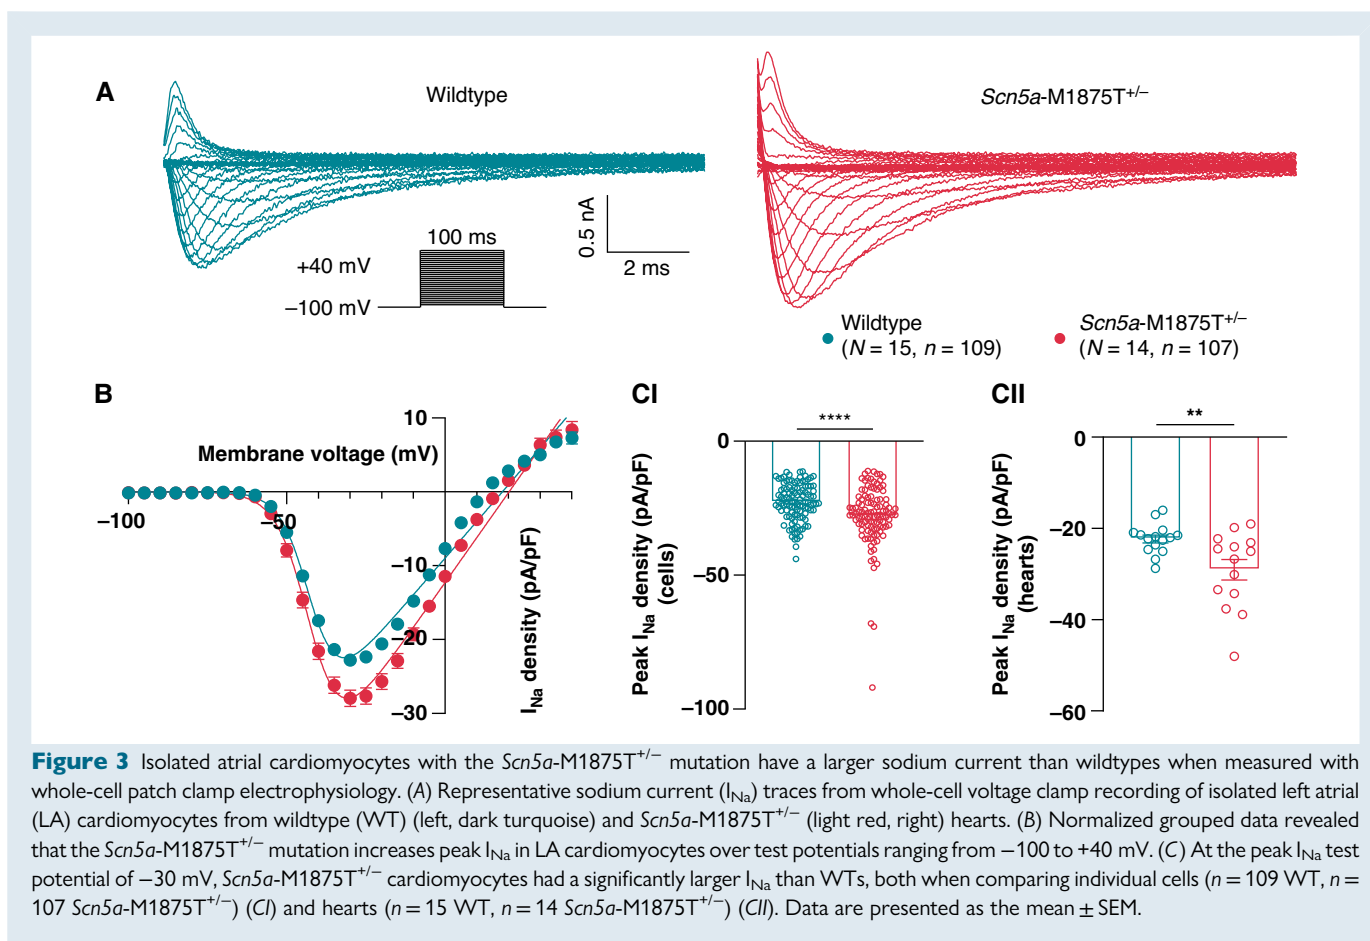 A
Wildtype
Scn5a-M1875T+/–
100 ms
+40 mV
–100 mV
0.5 nA
2 ms
Wildtype
(N = 15, n = 109)
Scn5a-M1875T+/–
(N = 14, n = 107)
B
Membrane voltage (mV)
–100
–50
10
–10
–20
–30
INa density (pA/pF)
CI
****
0
–50
–100
Peak INa density (pA/pF)
(cells)
CII
**
0
–20
–40
–60
Peak INa density (pA/pF)
(hearts)
Figure 3 Isolated atrial cardiomyocytes with the Scn5a-M1875T+/– mutation have a larger sodium current than wildtypes when measured with
whole-cell patch clamp electrophysiology. (A) Representative sodium current (INa) traces from whole-cell voltage clamp recording of isolated left atrial
(LA) cardiomyocytes from wildtype (WT) (left, dark turquoise) and Scn5a-M1875T+/– (light red, right) hearts. (B) Normalized grouped data revealed
that the Scn5a-M1875T+/– mutation increases peak INa in LA cardiomyocytes over test potentials ranging from −100 to +40 mV. (C) At the peak INa test
potential of −30 mV, Scn5a-M1875T+/– cardiomyocytes had a significantly larger INa than WTs, both when comparing individual cells (n = 109 WT, n =
107 Scn5a-M1875T+/–) (CI) and hearts (n = 15 WT, n = 14 Scn5a-M1875T+/–) (CII). Data are presented as the mean ± SEM.